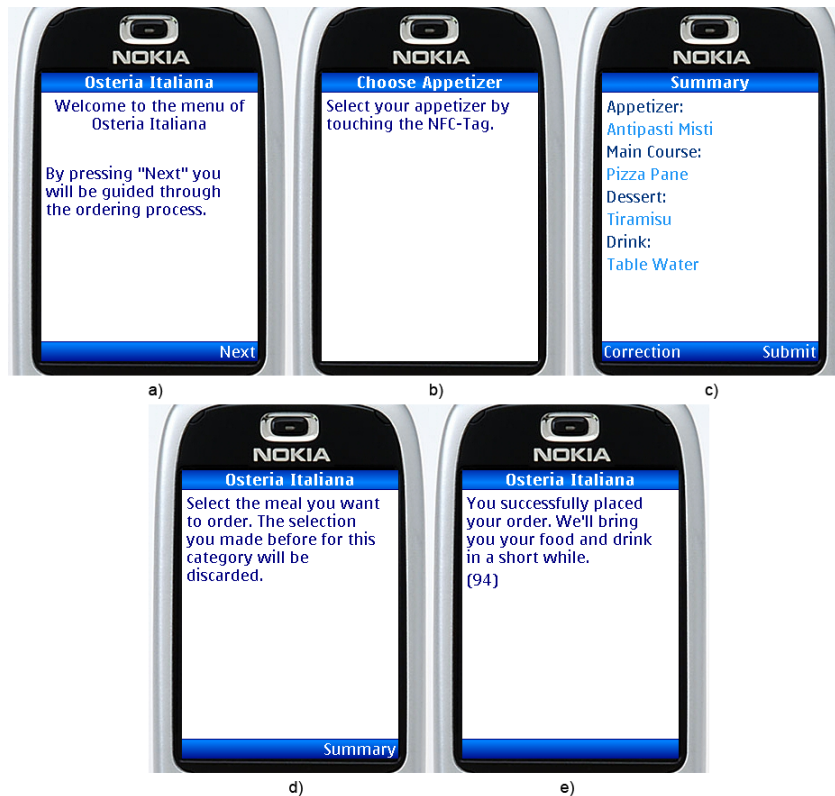 NOKIA
Osteria Italiana
Welcome to the menu of
Osteria Italiana
By pressing "Next" you
will be guided through
the ordering process.
Next
a)
NOKIA
Choose Appetizer
Select your appetizer by
touching the NFC-Tag.
b)
NOKIA
Summary
Appetizer:
Antipasti Misti
Main Course:
Pizza Pane
Dessert:
Tiramisu
Drink:
Table Water
Correction
Submit
c)
NOKIA
Osteria Italiana
Select the meal you want
to order. The selection
you made before for this
category will be
discarded.
Summary
d)
NOKIA
Osteria Italiana
You successfully placed
your order. We'll bring
you your food and drink
in a short while.
(94)
e)